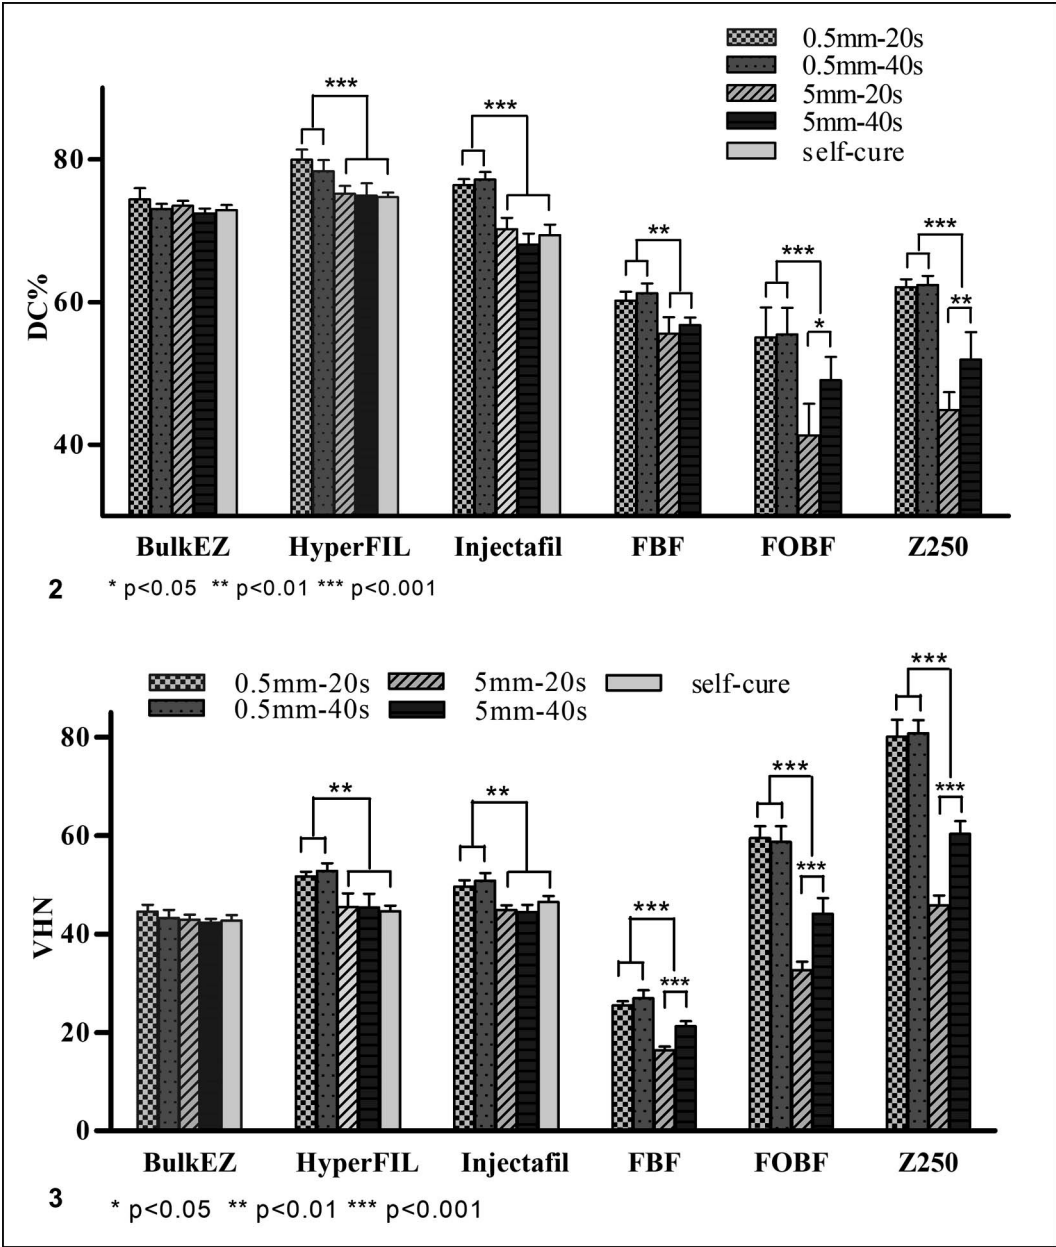 0.5mm-20s
0.5mm-40s
5mm-20s
5mm-40s
self-cure
***
***
***
***
**
**
*
80
60
40
DC%
BulkEZ HyperFIL Injectafil FBF FOBF Z250
2 * p<0.05 ** p<0.01 *** p<0.001
0.5mm-20s 5mm-20s self-cure
0.5mm-40s 5mm-40s
***
***
**
**
***
***
***
***
80
60
40
20
0
VHN
BulkEZ HyperFIL Injectafil FBF FOBF Z250
3 * p<0.05 ** p<0.01 *** p<0.001